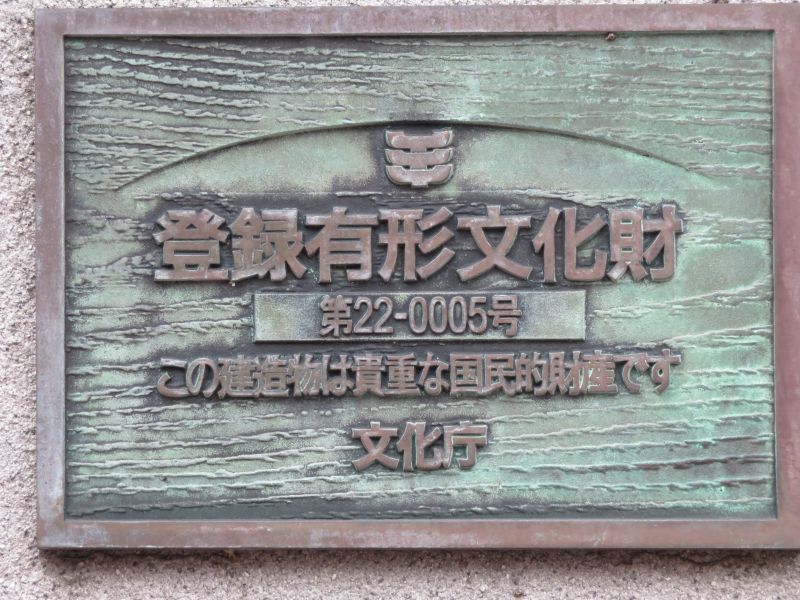 登録有形文化財
第22-0005号
この建造物は貴重な国民的財産です
文化庁